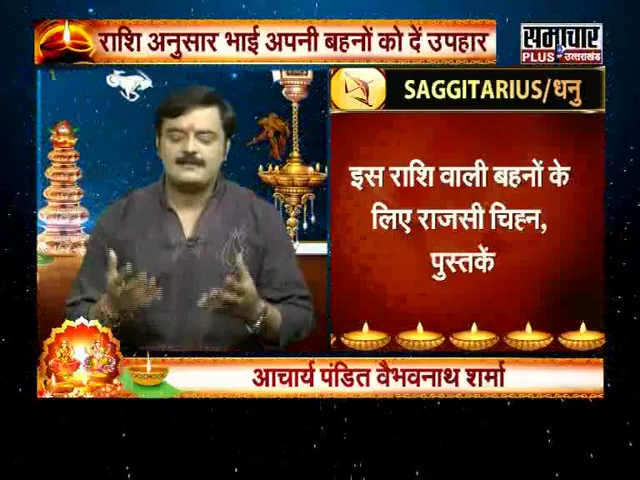 राशि अनुसार भाई अपनी बहनों को दें उपहार
समाचार
PLUS उत्तराखंड
SAGGITARIUS/धनु
इस राशि वाली बहनों के
लिए राजसी चिह्न,
पुस्तकें
आचार्य पंडित वैभवनाथ शर्मा